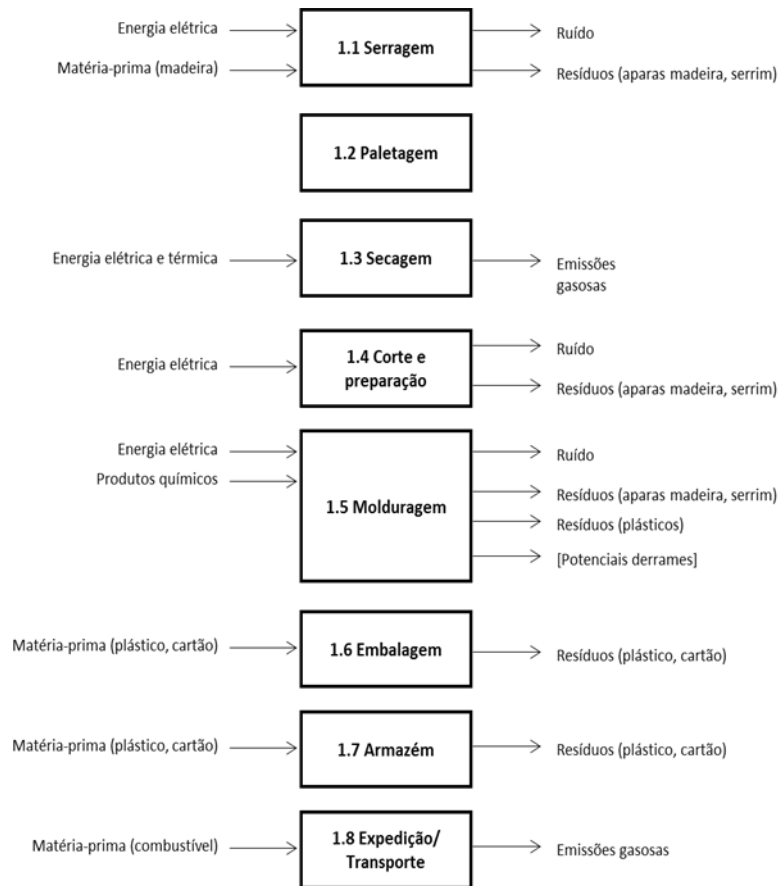 Energia elétrica
Ruído
1.1 Serragem
Matéria-prima (madeira)
Resíduos (aparas madeira, serrim)
1.2 Paletagem
Energia elétrica e térmica
1.3 Secagem
Emissões
gasosas
Ruído
1.4 Corte e
preparação
Energia elétrica
Resíduos (aparas madeira, serrim)
Energia elétrica
Ruído
Produtos químicos
Resíduos (aparas madeira, serrim)
1.5 Molduragem
Resíduos (plásticos)
[Potenciais derrames]
Matéria-prima (plástico, cartão)
1.6 Embalagem
Resíduos (plástico, cartão)
Matéria-prima (plástico, cartão)
1.7 Armazém
Resíduos (plástico, cartão)
Matéria-prima (combustível)
1.8 Expedição/
Transporte
Emissões gasosas